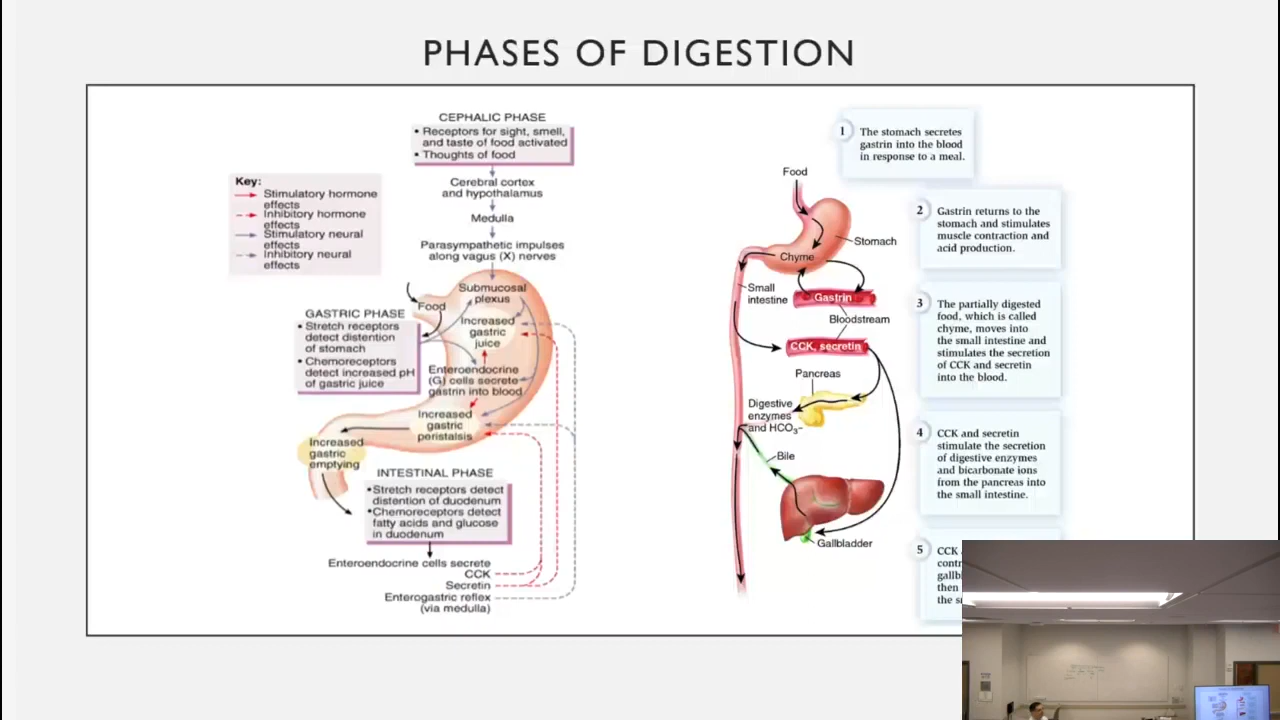 PHASES OF DIGESTION
CEPHALIC PHASE
• Receptors for sight, smell,
and taste of food activated
• Thoughts of food
Key:
Stimulatory hormone
effects
Inhibitory hormone
effects
Stimulatory neural
effects
Inhibitory neural
effects
Cerebral cortex
and hypothalamus
Medulla
Parasympathetic impulses
along vagus (X) nerves
Submucosal
plexus
Food
GASTRIC PHASE
• Stretch receptors
detect distention
of stomach
• Chemoreceptors
detect increased pH
of gastric juice
Increased
gastric
juice
Enteroendocrine
(G) cells secrete
gastrin into blood
Increased
gastric
peristalsis
Increased
gastric
emptying
INTESTINAL PHASE
•Stretch receptors detect
distention of duodenum
•Chemoreceptors detect
fatty acids and glucose
in duodenum
Enteroendocrine cells secrete
CCK
Secretin
Enterogastric reflex
(via medulla)
Food
Stomach
Chyme
Small
intestine
Gastrin
Bloodstream
CCK, secretin
Pancreas
Digestive
enzymes
and HCO₃⁻
Bile
Gallbladder
1 The stomach secretes
gastrin into the blood
in response to a meal.
2 Gastrin returns to the
stomach and stimulates
muscle contraction and
acid production.
3 The partially digested
food, which is called
chyme, moves into
the small intestine and
stimulates the secretion
of CCK and secretin
into the blood.
4 CCK and secretin
stimulate the secretion
of digestive enzymes
and bicarbonate ions
from the pancreas into
the small intestine.
5 CCK
contr
gallb
then
the s